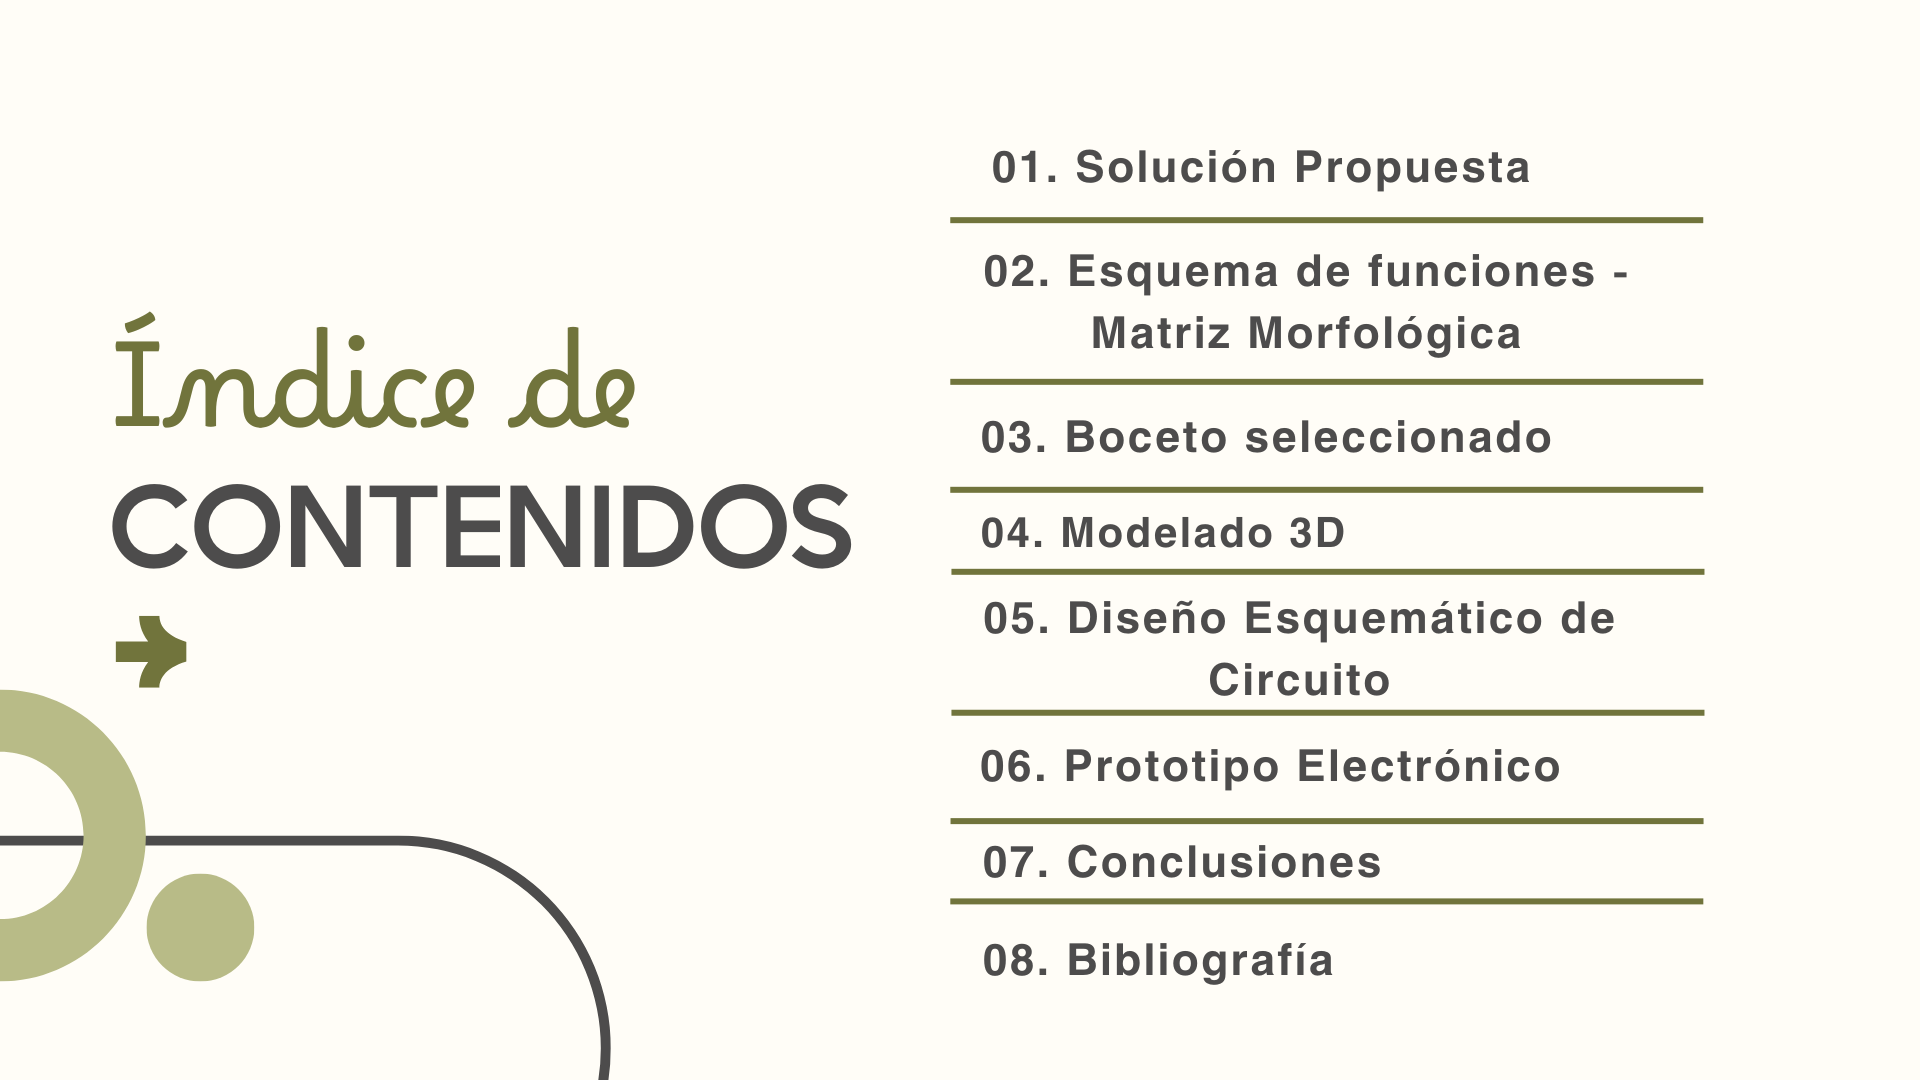 Índice de
CONTENIDOS
01. Solución Propuesta
02. Esquema de funciones -
Matriz Morfológica
03. Boceto seleccionado
04. Modelado 3D
05. Diseño Esquemático de
Circuito
06. Prototipo Electrónico
07. Conclusiones
08. Bibliografía